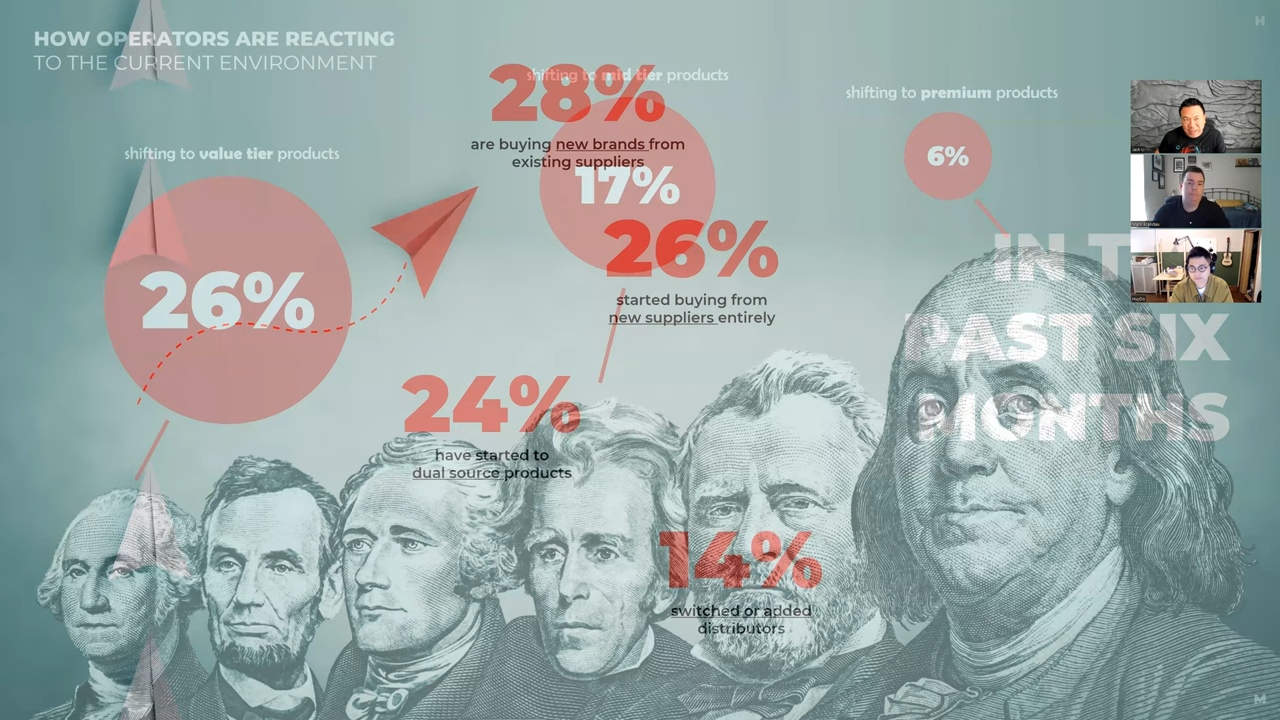 HOW OPERATORS ARE REACTING
TO THE CURRENT ENVIRONMENT
H
shifting to value tier products
26%
shifting to mid tier products
17%
shifting to premium products
6%
28%
are buying new brands from
existing suppliers
26%
started buying from
new suppliers entirely
24%
have started to
dual source products
14%
switched or added
distributors
IN T
PAST SIX
MONTHS
M